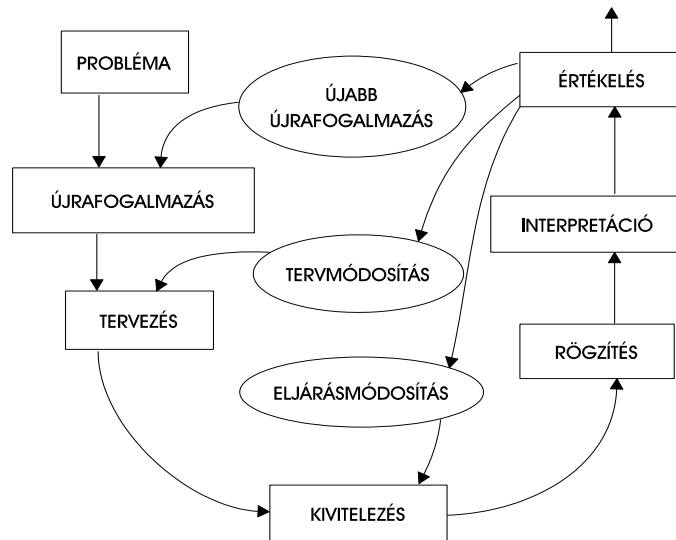 PROBLÉMA
ÚJABB
ÚJRAFOGALMAZÁS
ÉRTÉKELÉS
ÚJRAFOGALMAZÁS
INTERPRETÁCIÓ
TERVMÓDOSÍTÁS
TERVEZÉS
RÖGZÍTÉS
ELJÁRÁSMÓDOSÍTÁS
KIVITELEZÉS